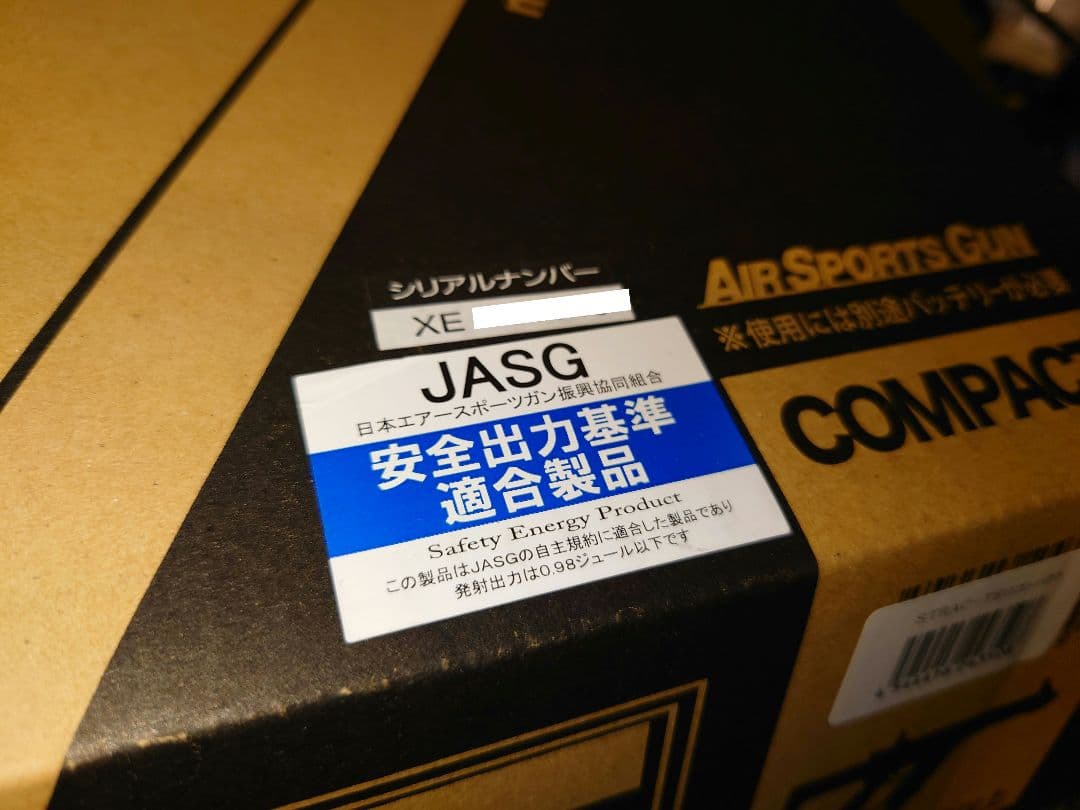 シリアルナンバー
XE
JASG
日本エアースポーツガン振興協同組合
安全出力基準
適合製品
Safety Energy Product
この製品はJASGの自主規約に適合した製品であり
発射出力は0.98ジュール以下です
AIR SPORTS GUN
※使用には別途バッテリーが必要
COMPACT